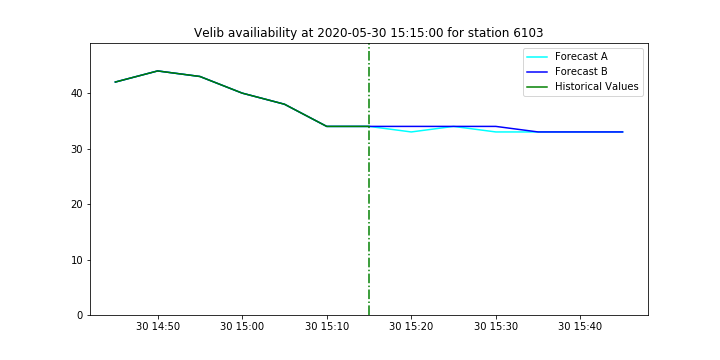 Velib availiability at 2020-05-30 15:15:00 for station 6103
Forecast A
Forecast B
Historical Values
40
30
20
10
0
30 14:50
30 15:00
30 15:10
30 15:20
30 15:30
30 15:40